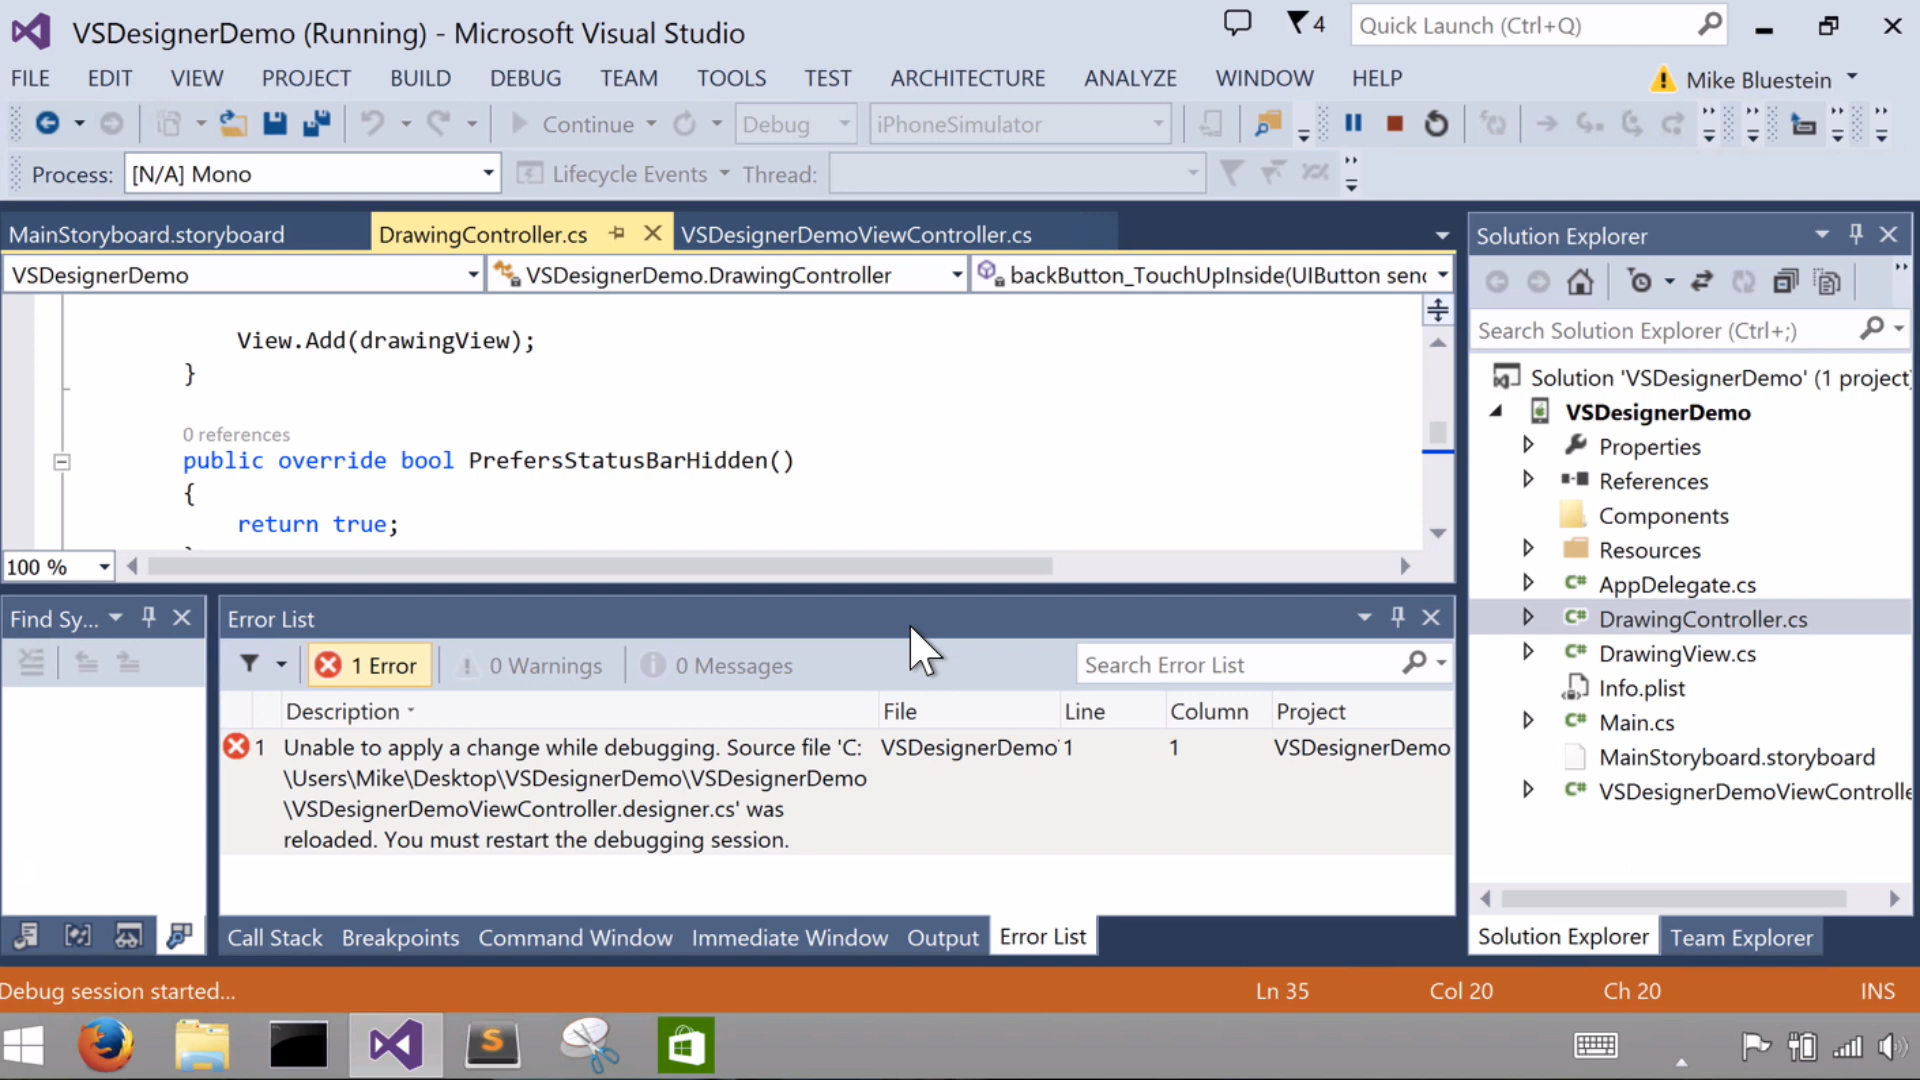 VSDesignerDemo (Running) - Microsoft Visual Studio
4
Quick Launch (Ctrl+Q)
FILE EDIT VIEW PROJECT BUILD DEBUG TEAM TOOLS TEST ARCHITECTURE ANALYZE WINDOW HELP
Mike Bluestein
Continue
Debug
iPhoneSimulator
Process: [N/A] Mono
Lifecycle Events
Thread:
MainStoryboard.storyboard
DrawingController.cs
VSDesignerDemoViewController.cs
VSDesignerDemo
VSDesignerDemo.DrawingController
backButton_TouchUpInside(UIButton senc
View.Add(drawingView);
}
0 references
public override bool PrefersStatusBarHidden()
{
return true;
100 %
Find Sy...
Error List
1 Error
0 Warnings
0 Messages
Search Error List
Description File Line Column Project
1 Unable to apply a change while debugging. Source file 'C: VSDesignerDemo 1 1 VSDesignerDemo
\Users\Mike\Desktop\VSDesignerDemo\VSDesignerDemo
\VSDesignerDemoViewController.designer.cs' was
reloaded. You must restart the debugging session.
Call Stack Breakpoints Command Window Immediate Window Output Error List
Solution Explorer
Search Solution Explorer (Ctrl+;)
Solution 'VSDesignerDemo' (1 project)
VSDesignerDemo
Properties
References
Components
Resources
C# AppDelegate.cs
C# DrawingController.cs
C# DrawingView.cs
Info.plist
C# Main.cs
MainStoryboard.storyboard
C# VSDesignerDemoViewControlle
Solution Explorer Team Explorer
Debug session started... Ln 35 Col 20 Ch 20 INS
S